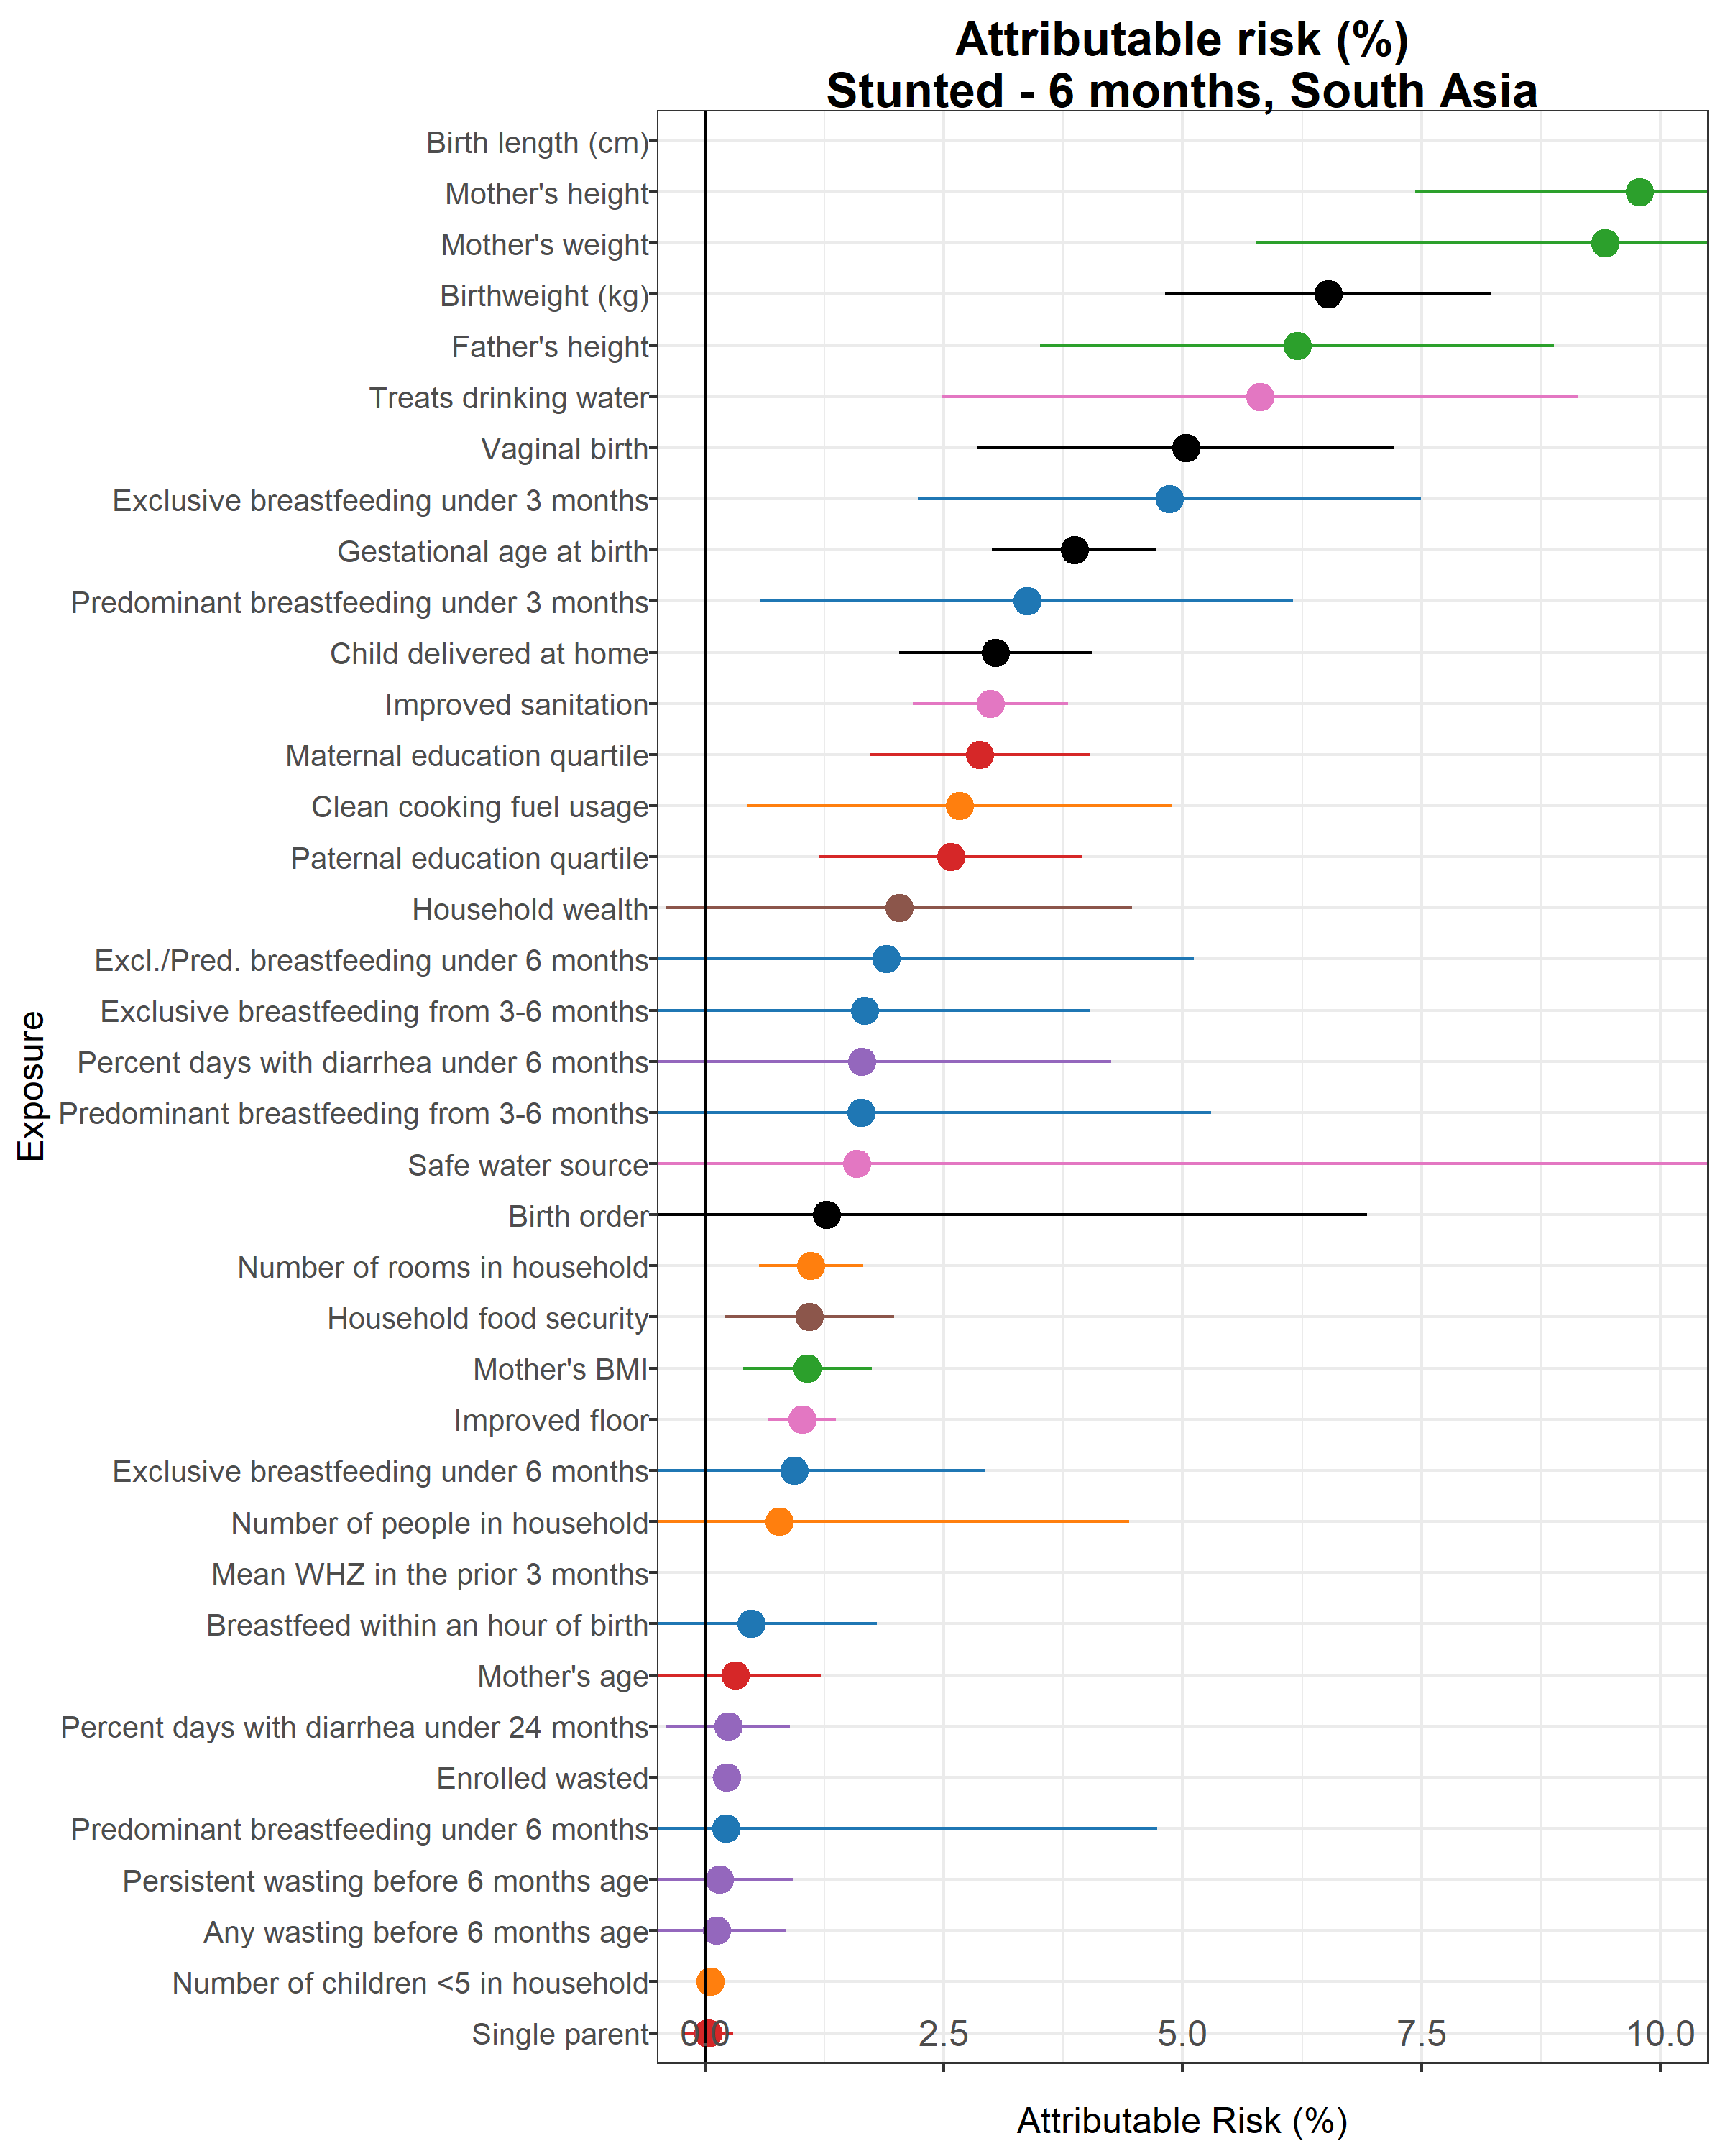 Attributable risk (%)
Stunted - 6 months, South Asia
Birth length (cm)
Mother's height
Mother's weight
Birthweight (kg)
Father's height
Treats drinking water
Vaginal birth
Exclusive breastfeeding under 3 months
Gestational age at birth
Predominant breastfeeding under 3 months
Child delivered at home
Improved sanitation
Maternal education quartile
Clean cooking fuel usage
Paternal education quartile
Household wealth
Excl./Pred. breastfeeding under 6 months
Exclusive breastfeeding from 3-6 months
Percent days with diarrhea under 6 months
Predominant breastfeeding from 3-6 months
Safe water source
Birth order
Number of rooms in household
Household food security
Mother's BMI
Improved floor
Exclusive breastfeeding under 6 months
Number of people in household
Mean WHZ in the prior 3 months
Breastfeed within an hour of birth
Mother's age
Percent days with diarrhea under 24 months
Enrolled wasted
Predominant breastfeeding under 6 months
Persistent wasting before 6 months age
Any wasting before 6 months age
Number of children <5 in household
Single parent
Exposure
0.0 2.5 5.0 7.5 10.0
Attributable Risk (%)